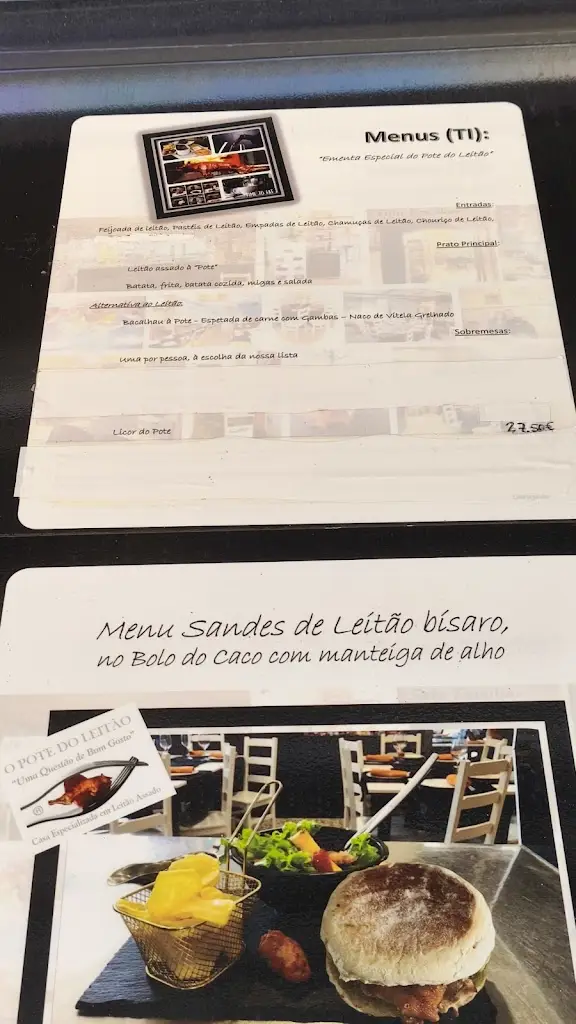 Menus (TI):
"Ementa Especial do Pote do Leitão"
Entradas:
Feijoada de leitão, Pastéis de Leitão, Empadas de Leitão, Chamuças de Leitão, Chouriço de Leitão,
Prato Principal:
Leitão assado à "Pote"
Batata, frita, batata cozida, migas e salada
Alternativa ao Leitão:
Bacalhau à Pote - Espetada de carne com Gambas - Naco de Vitela Grelhado
Sobremesas:
Uma por pessoa, à escolha da nossa lista
Licor do Pote
27.50€
Menu Sandes de Leitão bísaro,
no Bolo do Caco com manteiga de alho
O POTE DO LEITÃO
"Uma Questão de Bom Gosto"
Casa Especializada em Leitão Assado